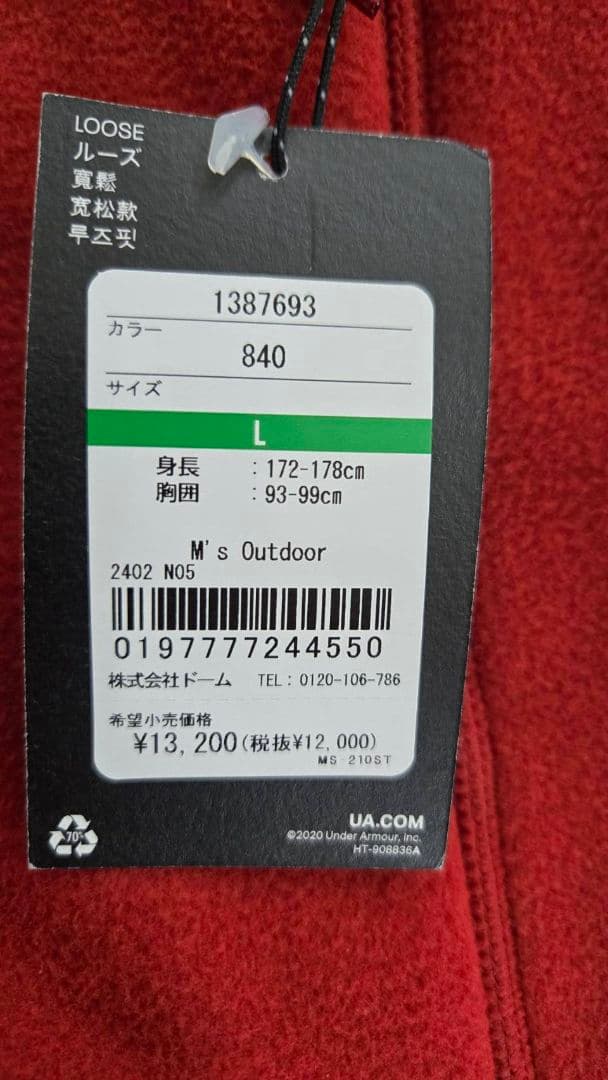 LOOSE
ルーズ
寬鬆
宽松款
루즈핏
1387693
カラー
840
サイズ
L
身長 : 172-178cm
胸囲 : 93-99cm
M's Outdoor
2402 N05
0197777244550
株式会社ドーム TEL: 0120-106-786
希望小売価格
¥13,200(税抜¥12,000)
MS 210ST
70%
UA.COM
©2020 Under Armour, Inc.
HT-908836A